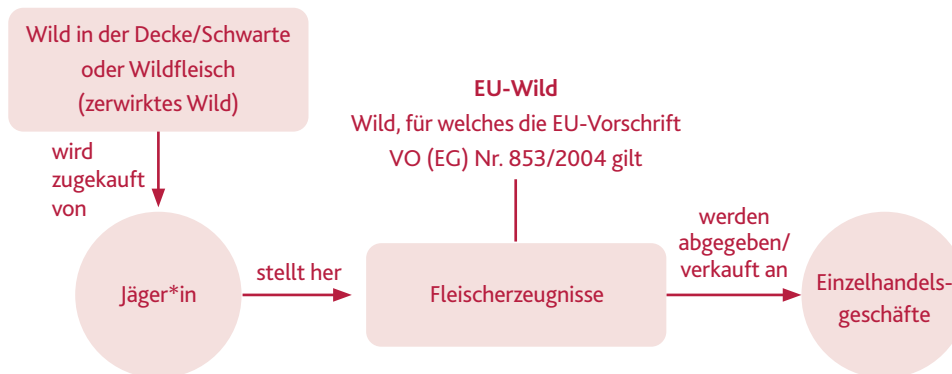 Wild in der Decke/Schwarte
oder Wildfleisch
(zerwirktes Wild)
wird
zugekauft
von
Jäger*in
stellt her
EU-Wild
Wild, für welches die EU-Vorschrift
VO (EG) Nr. 853/2004 gilt
Fleischerzeugnisse
werden
abgegeben/
verkauft an
Einzelhandels-
geschäfte